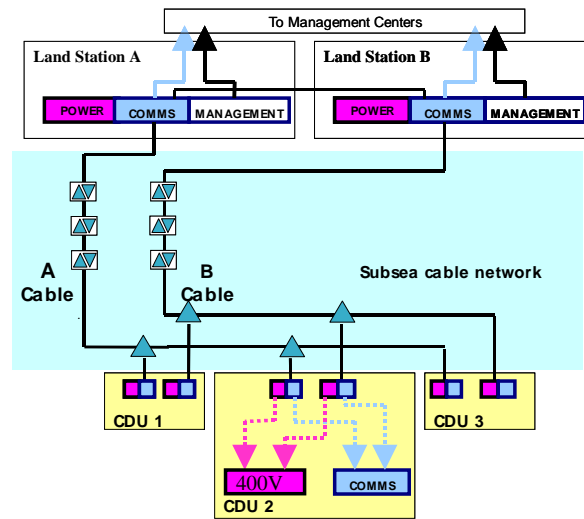 To Management Centers
Land Station A
Land Station B
POWER
COMMS
MANAGEMENT
POWER
COMMS
MANAGEMENT
A
Cable
B
Cable
Subsea cable network
CDU 1
CDU 3
400V
COMMS
CDU 2